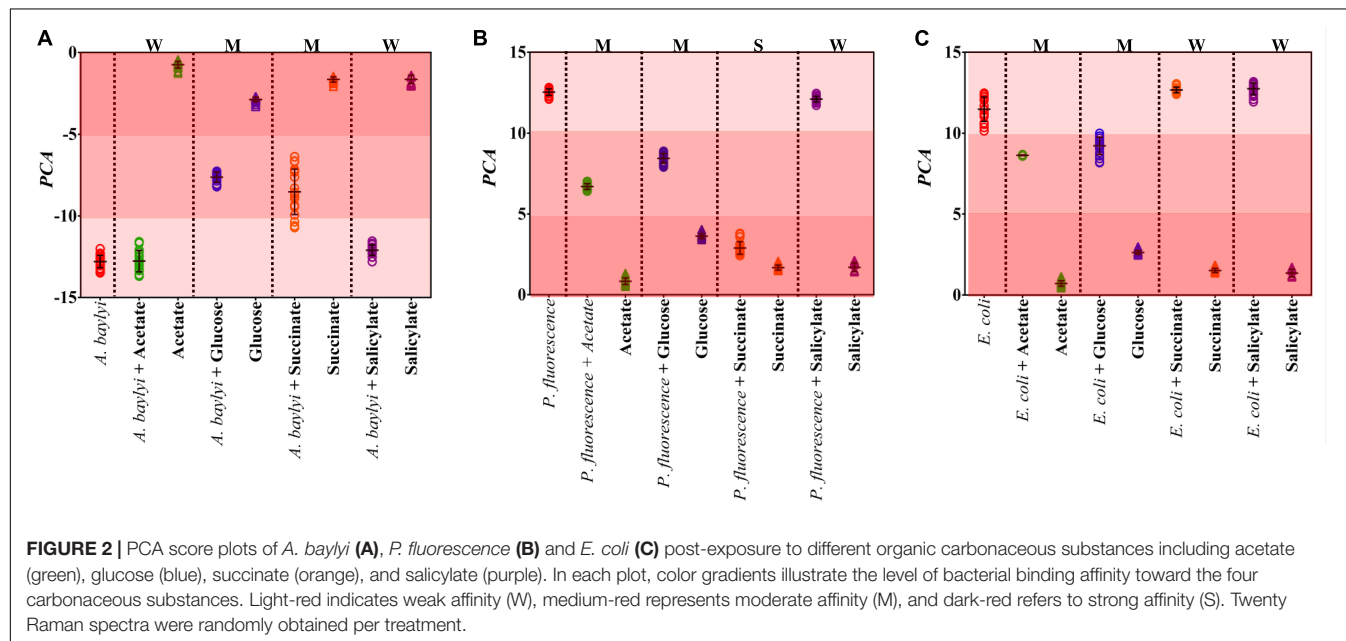 A
W M M W
0
-5
-10
-15
PCA
A. baylyi
A. baylyi + Acetate
Acetate
A. baylyi + Glucose
Glucose
A. baylyi + Succinate
Succinate
A. baylyi + Salicylate
Salicylate
B
M M S W
15
10
5
0
PCA
P. fluorescence
P. fluorescence + Acetate
Acetate
P. fluorescence + Glucose
Glucose
P. fluorescence + Succinate
Succinate
P. fluorescence + Salicylate
Salicylate
C
M M W W
15
10
5
0
PCA
E. coli
E. coli + Acetate
Acetate
E. coli + Glucose
Glucose
E. coli + Succinate
Succinate
E. coli + Salicylate
Salicylate
FIGURE 2 | PCA score plots of A. baylyi (A), P. fluorescence (B) and E. coli (C) post-exposure to different organic carbonaceous substances including acetate
(green), glucose (blue), succinate (orange), and salicylate (purple). In each plot, color gradients illustrate the level of bacterial binding affinity toward the four
carbonaceous substances. Light-red indicates weak affinity (W), medium-red represents moderate affinity (M), and dark-red refers to strong affinity (S). Twenty
Raman spectra were randomly obtained per treatment.